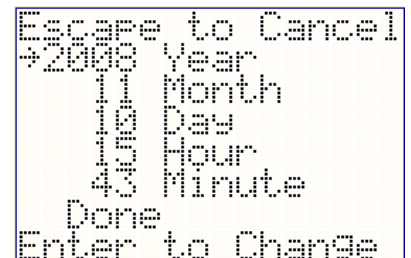 Escape to Cancel
→2008 Year
11 Month
10 Day
15 Hour
43 Minute
Done
Enter to Change